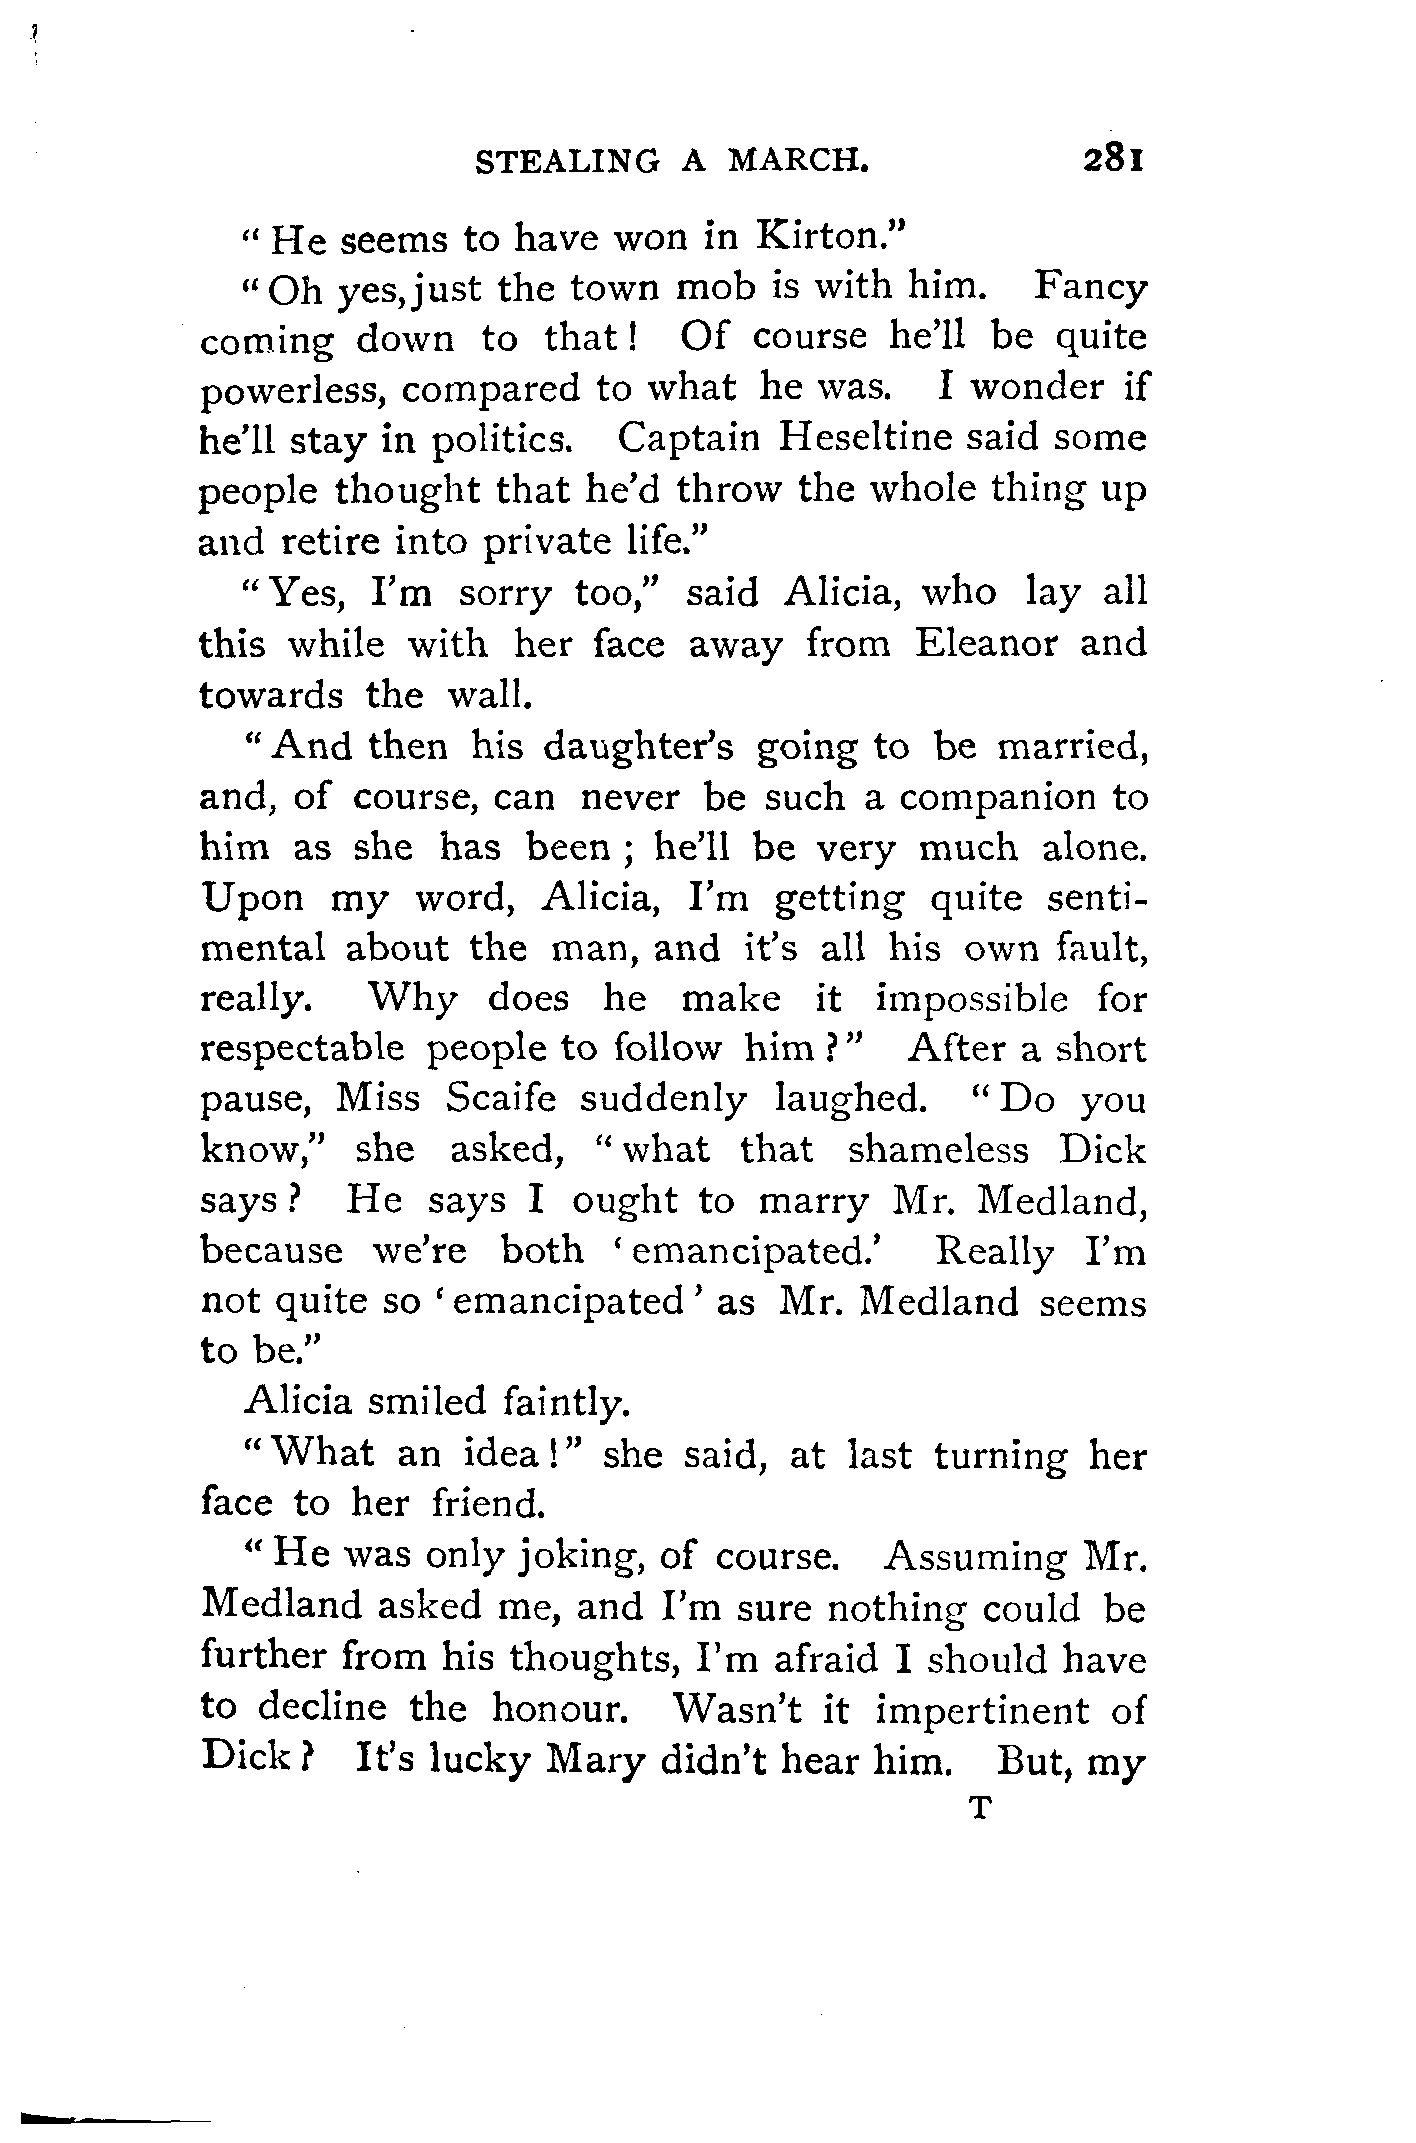 STEALING A MARCH. 281
" He seems to have won in Kirton."
" Oh yes, just the town mob is with him. Fancy
coming down to that ! Of course he'll be quite
powerless, compared to what he was. I wonder if
he'll stay in politics. Captain Heseltine said some
people thought that he'd throw the whole thing up
and retire into private life."
" Yes, I'm sorry too," said Alicia, who lay all
this while with her face away from Eleanor and
towards the wall.
" And then his daughter's going to be married,
and, of course, can never be such a companion to
him as she has been ; he'll be very much alone.
Upon my word, Alicia, I'm getting quite senti-
mental about the man, and it's all his own fault,
really. Why does he make it impossible for
respectable people to follow him ? " After a short
pause, Miss Scaife suddenly laughed. " Do you
know," she asked, " what that shameless Dick
says ? He says I ought to marry Mr. Medland,
because we're both ' emancipated.' Really I'm
not quite so ' emancipated ' as Mr. Medland seems
to be."
Alicia smiled faintly.
" What an idea ! " she said, at last turning her
face to her friend.
" He was only joking, of course. Assuming Mr.
Medland asked me, and I'm sure nothing could be
further from his thoughts, I'm afraid I should have
to decline the honour. Wasn't it impertinent of
Dick ? It's lucky Mary didn't hear him. But, my
T